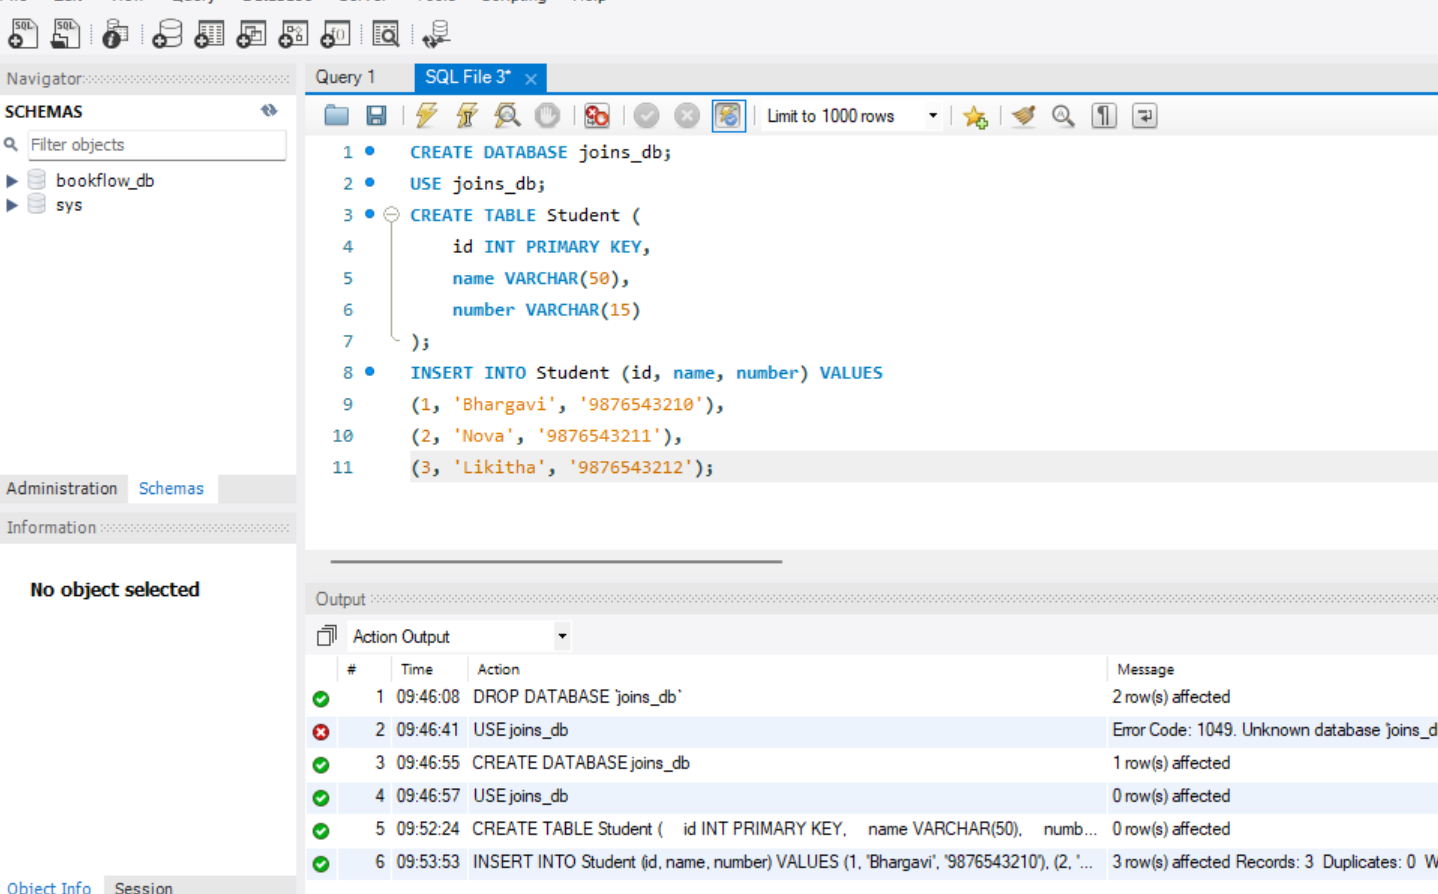 SQL SQL
Navigator
SCHEMAS
Filter objects
bookflow_db
sys
Administration Schemas
Information
No object selected
Object Info Session
Query 1 SQL File 3*
Limit to 1000 rows
1 CREATE DATABASE joins_db;
2 USE joins_db;
3 CREATE TABLE Student (
4 id INT PRIMARY KEY,
5 name VARCHAR(50),
6 number VARCHAR(15)
7 );
8 INSERT INTO Student (id, name, number) VALUES
9 (1, 'Bhargavi', '9876543210'),
10 (2, 'Nova', '9876543211'),
11 (3, 'Likitha', '9876543212');
Output
Action Output
# Time Action Message
1 09:46:08 DROP DATABASE `joins_db` 2 row(s) affected
2 09:46:41 USE joins_db Error Code: 1049. Unknown database 'joins_d
3 09:46:55 CREATE DATABASE joins_db 1 row(s) affected
4 09:46:57 USE joins_db 0 row(s) affected
5 09:52:24 CREATE TABLE Student ( id INT PRIMARY KEY, name VARCHAR(50), numb... 0 row(s) affected
6 09:53:53 INSERT INTO Student (id, name, number) VALUES (1, 'Bhargavi', '9876543210'), (2, '... 3 row(s) affected Records: 3 Duplicates: 0 W